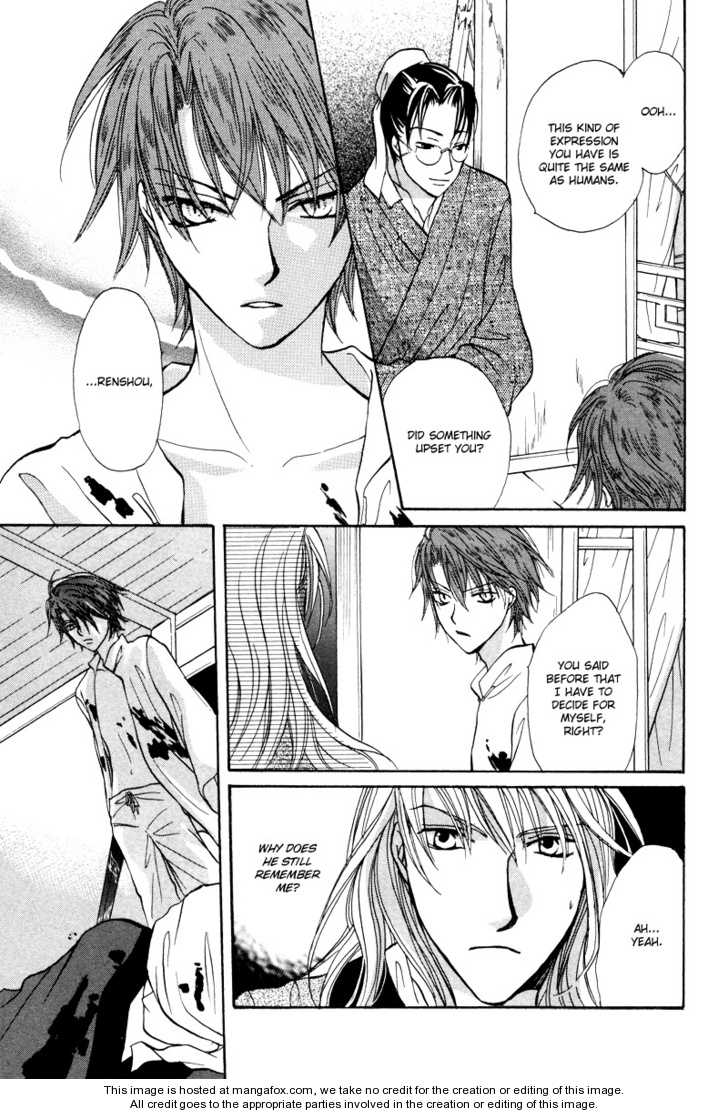 OOH...
THIS KIND OF
EXPRESSION
YOU HAVE IS
QUITE THE SAME
AS HUMANS.
DID SOMETHING
UPSET YOU?
...RENSHOU,
YOU SAID
BEFORE THAT
I HAVE TO
DECIDE FOR
MYSELF,
RIGHT?
AH...
YEAH.
WHY DOES
HE STILL
REMEMBER
ME?
This image is hosted at mangafox.com, we take no credit for the creation or editing of this image.
All credit goes to the appropriate parties involved in the creation or editing of this image.